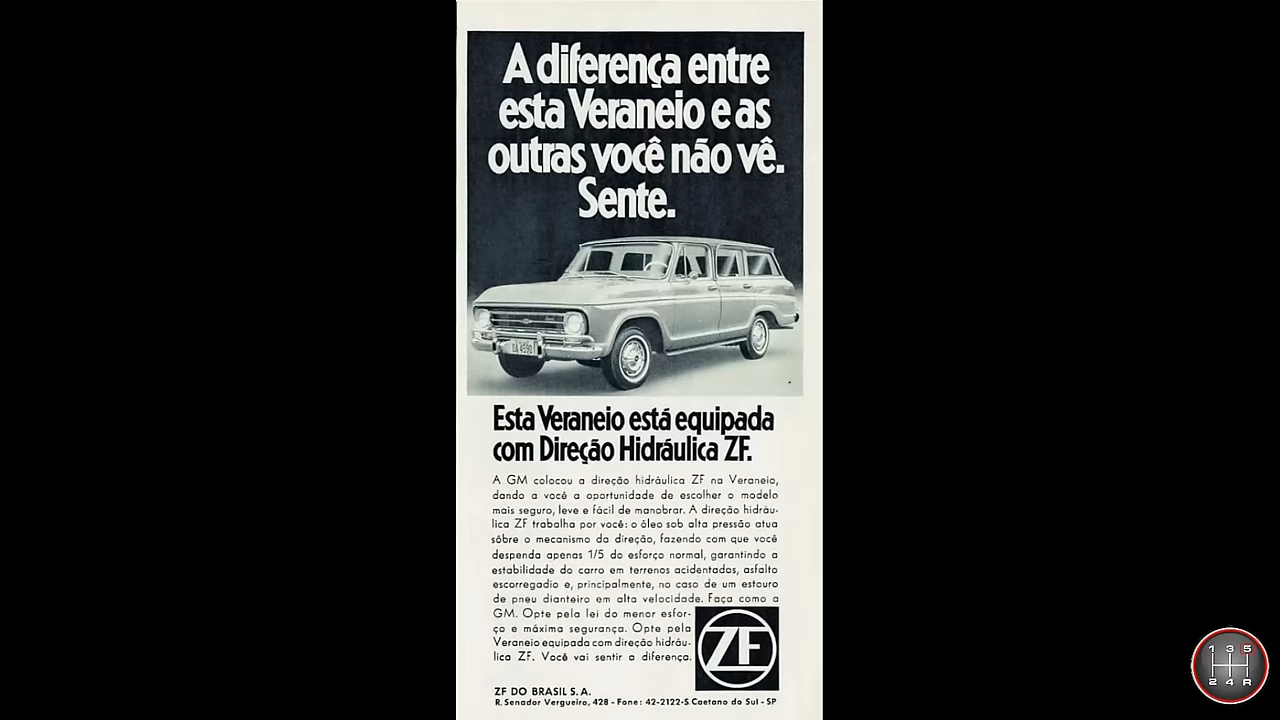 A diferença entre
esta Veraneio e as
outras você não vê.
Sente.
Esta Veraneio está equipada
com Direção Hidráulica ZF.
A GM colocou a direção hidráulica ZF na Veraneio,
dando a você a oportunidade de escolher o modelo
mais seguro, leve e fácil de manobrar. A direção hidráu-
lica ZF trabalha por você: o óleo sob alta pressão atua
sôbre o mecanismo da direção, fazendo com que você
despenda apenas 1/5 do esforço normal, garantindo a
estabilidade do carro em terrenos acidentados, asfalto
escorregadio e, principalmente, no caso de um estouro
de pneu dianteiro em alta velocidade. Faça como a
GM. Opte pela lei do menor esfor-
ço e máxima segurança. Opte pela
Veraneio equipada com direção hidráu-
lica ZF. Você vai sentir a diferença.
ZF
ZF DO BRASIL S.A.
R. Senador Vergueiro, 428 - Fone: 42-2122-S. Caetano do Sul - SP
1 3 5
2 4 R